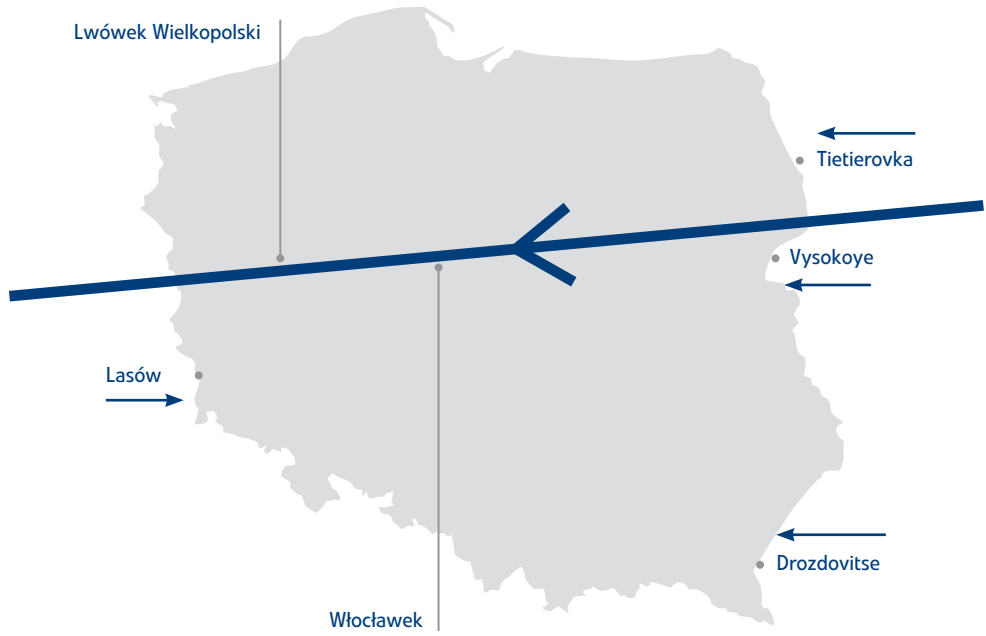 Lwówek Wielkopolski
Tietierovka
Vysokoye
Lasów
Drozdovitse
Włocławek